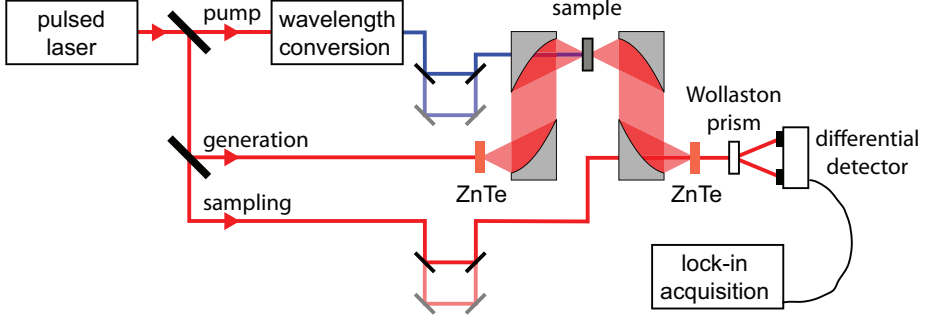 pulsed
laser
pump
wavelength
conversion
sample
generation
ZnTe
sampling
ZnTe
Wollaston
prism
differential
detector
lock-in
acquisition